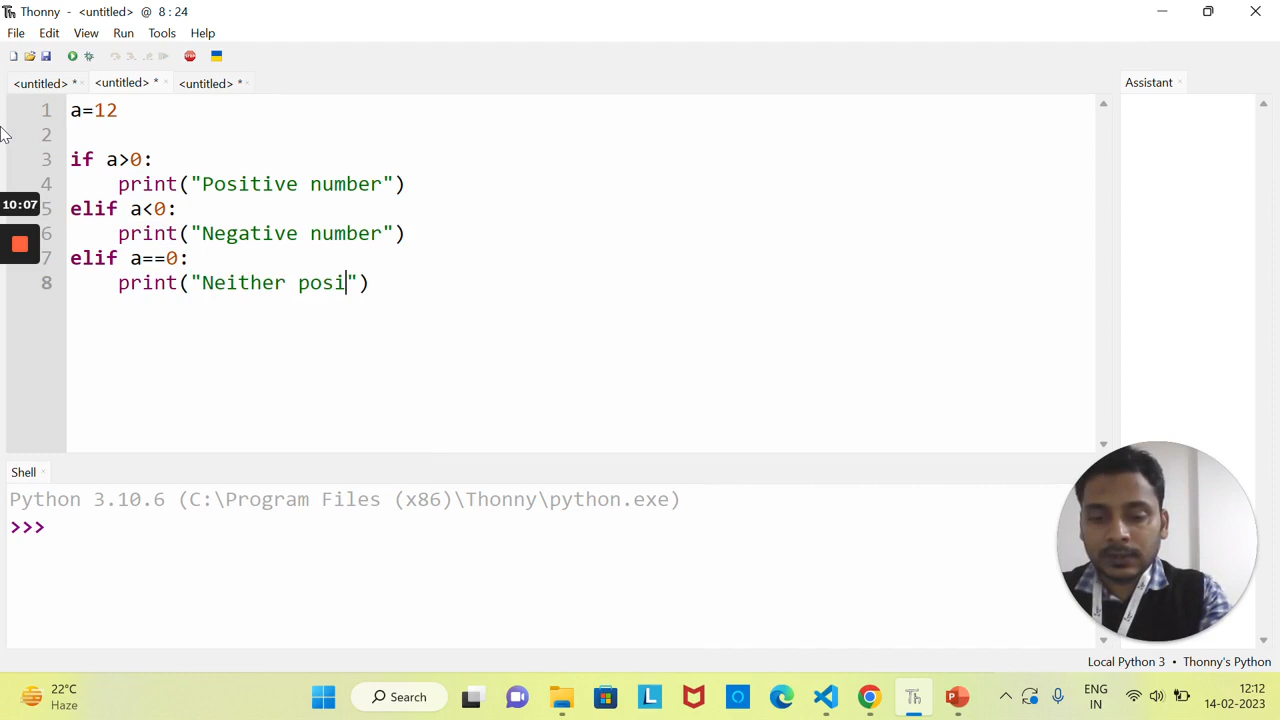 Th Thonny - <untitled> @ 8 : 24
File Edit View Run Tools Help
STOP
<untitled> * × <untitled> * × <untitled> * ×
Assistant ×
1 a=12
2
3 if a>0:
4     print("Positive number")
10:07
5 elif a<0:
6     print("Negative number")
7 elif a==0:
8     print("Neither posi")
Shell ×
Python 3.10.6 (C:\Program Files (x86)\Thonny\python.exe)
>>>
Local Python 3 • Thonny's Python
22°C
Haze
Search
L
O
Th
P
ENG
IN
12:12
14-02-2023